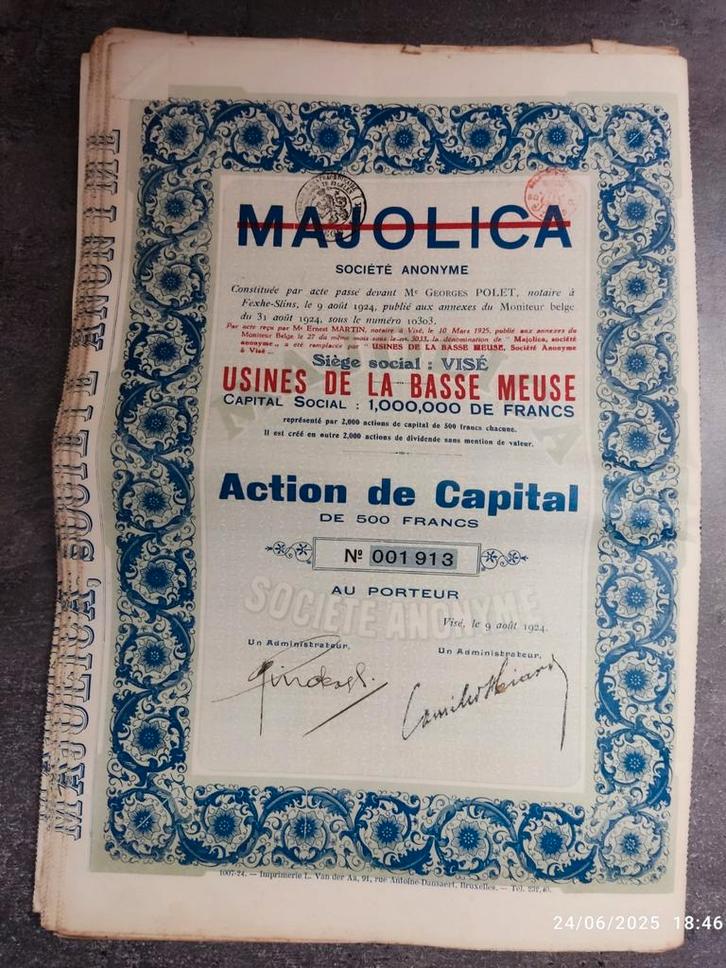 MAJOLICA
SOCIÉTÉ ANONYME
Constituée par acte passé devant Me GEORGES POLET, notaire à
Fexhe-Slins, le 9 août 1924, publié aux annexes du Moniteur belge
du 31 août 1924, sous le numéro 10303.
Par acte reçu par Me Ernest MARTIN, notaire à Visé, le 10 Mars 1925, publié aux annexes du
Moniteur Belge le 27 du même mois sous le no 3033, la dénomination de " Majolica, société
anonyme „ a été remplacée par " USINES DE LA BASSE MEUSE, Société Anonyme
à Visé „
Siège social : VISÉ
USINES DE LA BASSE MEUSE
CAPITAL SOCIAL : 1,000,000 DE FRANCS
représenté par 2,000 actions de capital de 500 francs chacune.
Il est créé en outre 2,000 actions de dividende sans mention de valeur.
Action de Capital
DE 500 FRANCS
No 001913
AU PORTEUR
SOCIÉTÉ ANONYME
Visé, le 9 août 1924.
Un Administrateur,
Un Administrateur,
1007-24. — Imprimerie L. Van der Aa, 91, rue Antoine-Dansaert, Bruxelles. — Tél. 232,40.
MAJOLICA, SOCIÉTÉ ANONYME
24/06/2025 18:46